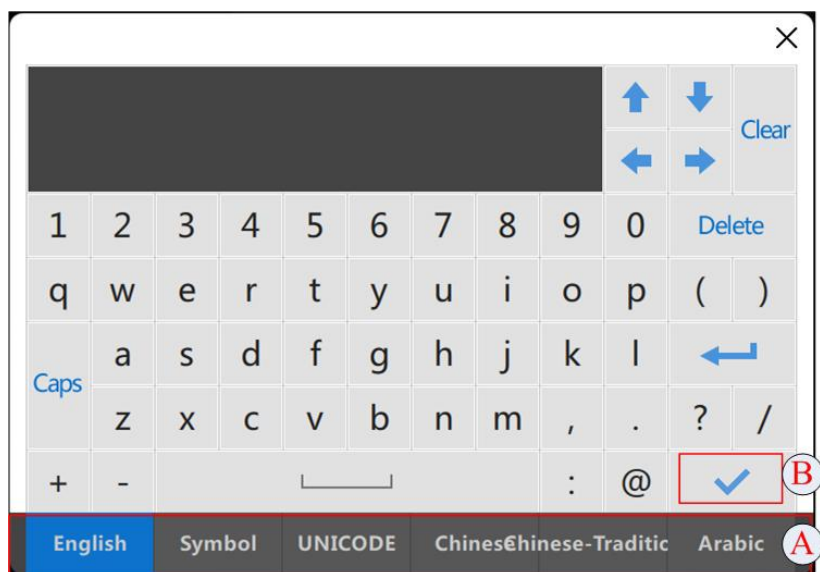 Clear
1 2 3 4 5 6 7 8 9 0 Delete
q w e r t y u i o p ( )
Caps
a s d f g h j k l
z x c v b n m , . ? /
+ - : @ B
English Symbol UNICODE Chinese Chinese-Traditic Arabic A